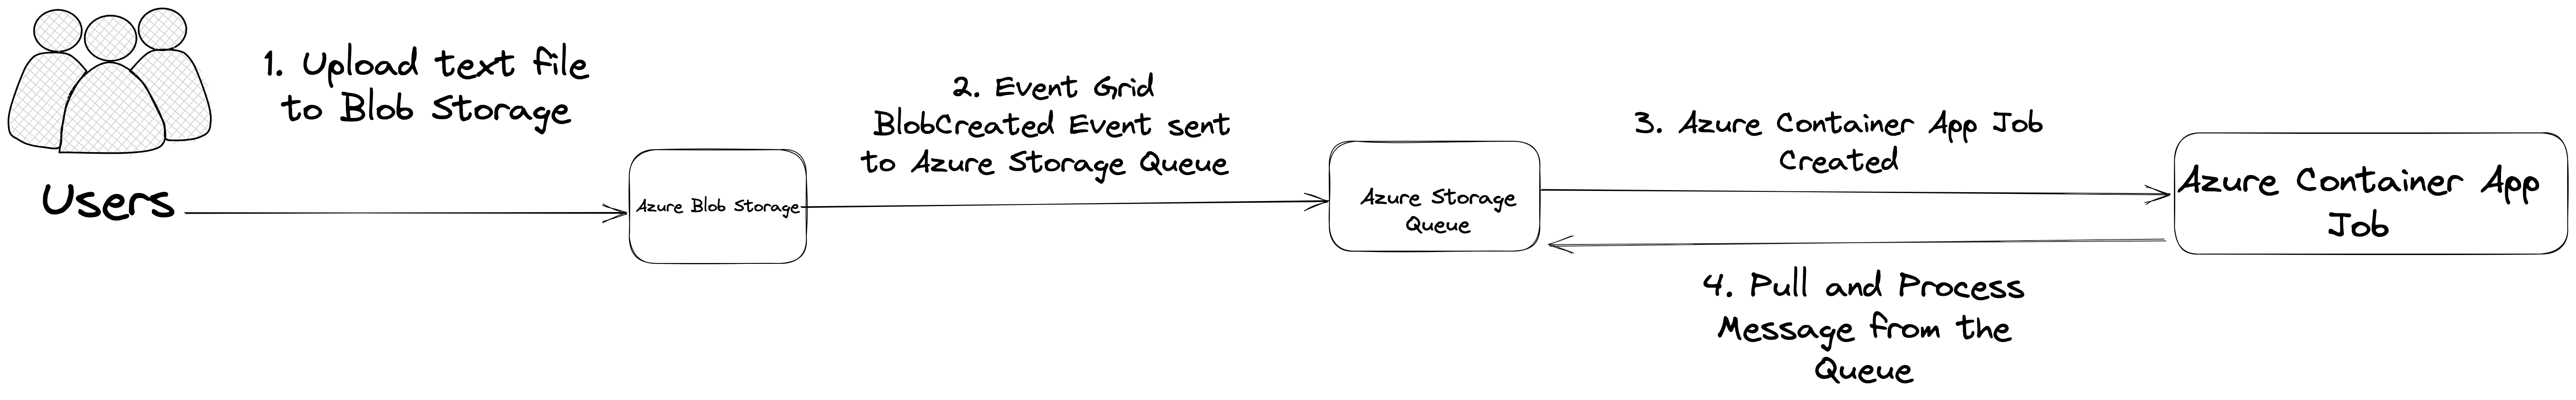 1. Upload text file
to Blob Storage
Users
Azure Blob Storage
2. Event Grid
BlobCreated Event sent
to Azure Storage Queue
Azure Storage
Queue
3. Azure Container App Job
Created
Azure Container App
Job
4. Pull and Process
Message from the
Queue